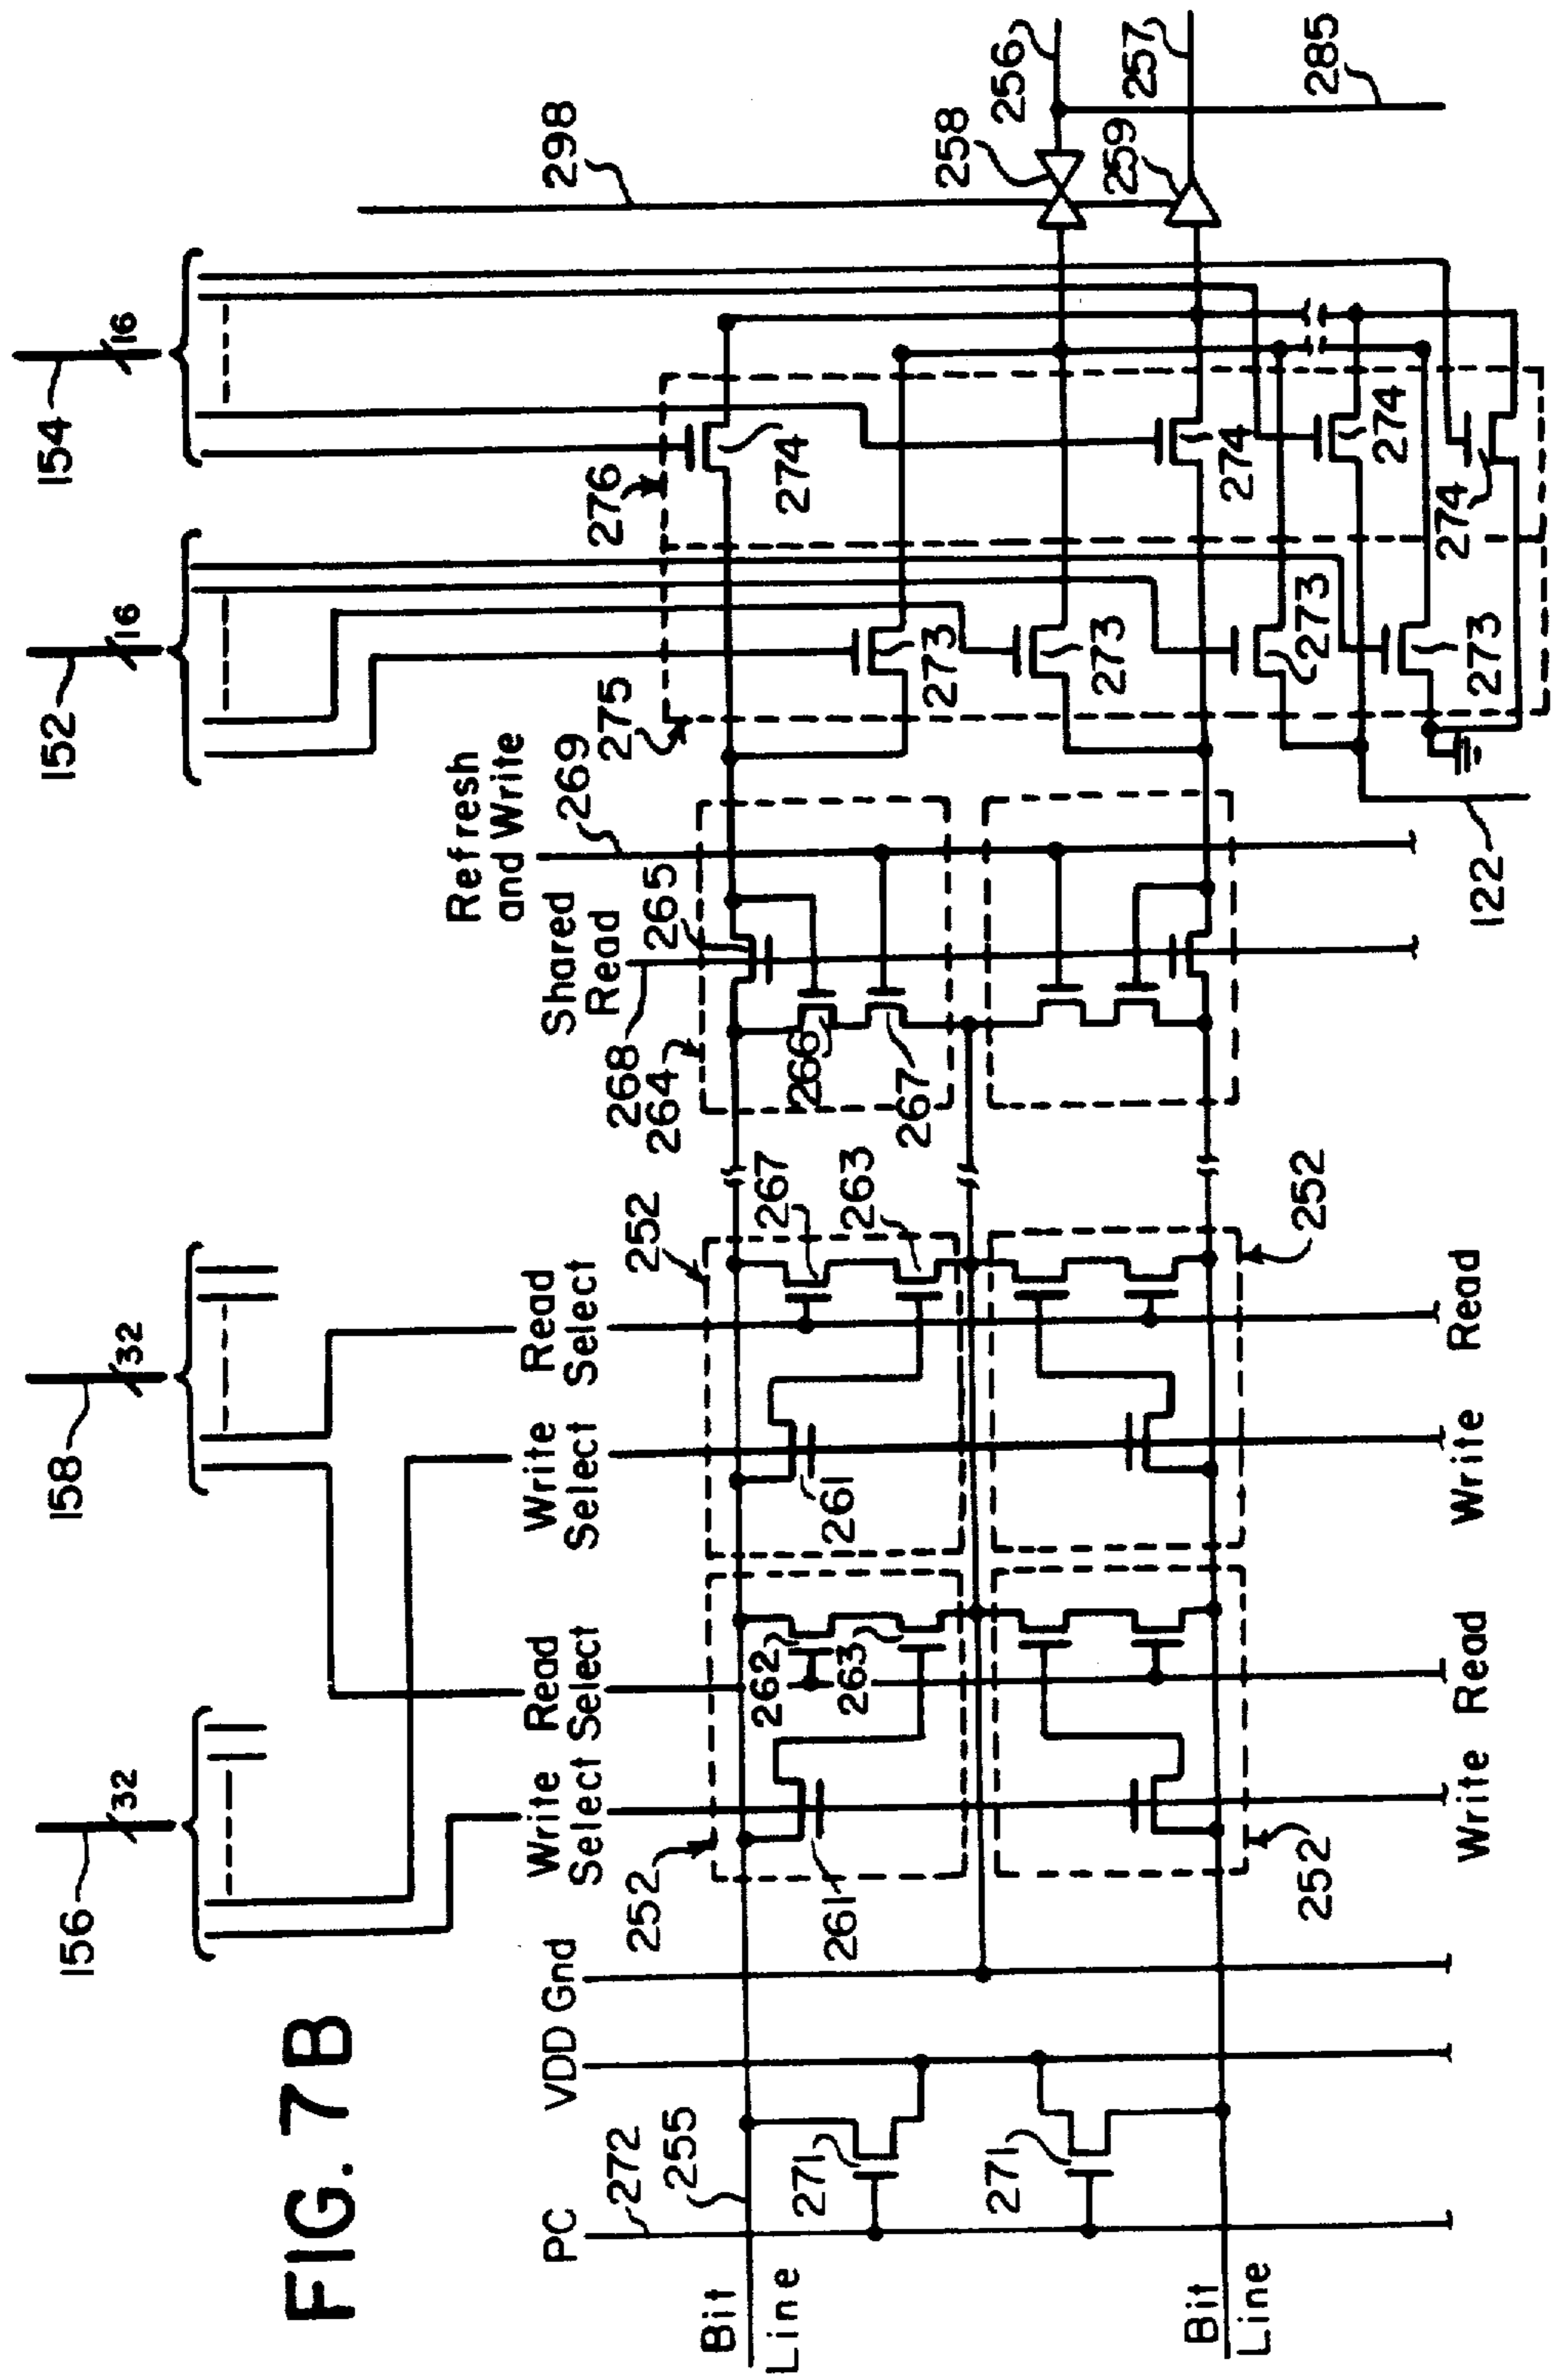 FIG. 7B
156
32
158
32
152
16
154
16
298
PC
272
255
VDD
Gnd
Write
Select
Read
Select
Write
Select
Read
Select
Shared
Read
Refresh
and Write
268
264
265
269
275
276
258
256
259
257
285
252
252
261
262
263
261
267
263
266
267
273
273
273
273
274
274
274
274
271
271
252
252
122
Bit
Line
Bit
Line
Write
Read
Write
Read